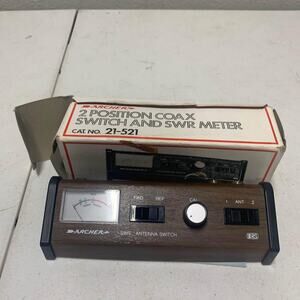 ARCHER
2 POSITION COAX
SWITCH AND SWR METER
CAT. NO. 21-521
FWD REF CAL 1 ANT 2
ARCHER
SWR / ANTENNA SWITCH